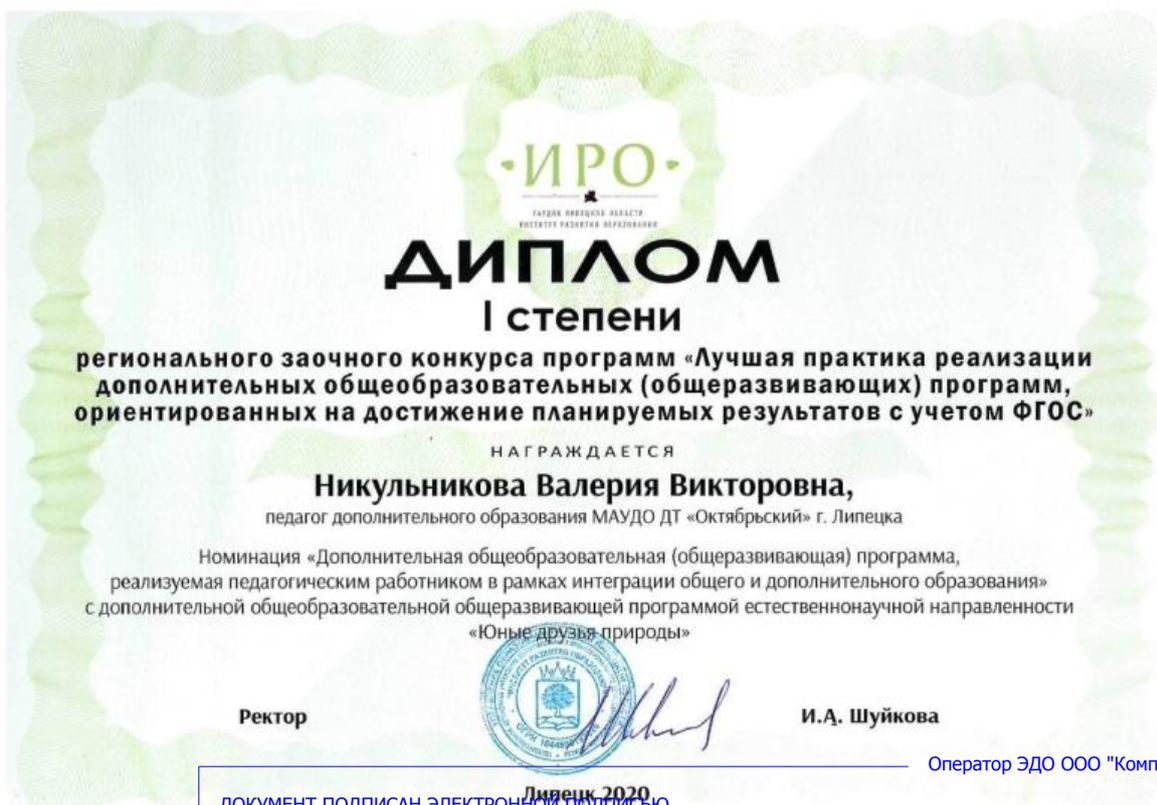 ·ИРО·
ИНСТИТУТ РАЗВИТИЯ ОБРАЗОВАНИЯ
ДИПЛОМ
I степени
регионального заочного конкурса программ «Лучшая практика реализации
дополнительных общеобразовательных (общеразвивающих) программ,
ориентированных на достижение планируемых результатов с учетом ФГОС»
НАГРАЖДАЕТСЯ
Никульникова Валерия Викторовна,
педагог дополнительного образования МАУДО ДТ «Октябрьский» г. Липецка
Номинация «Дополнительная общеобразовательная (общеразвивающая) программа,
реализуемая педагогическим работником в рамках интеграции общего и дополнительного образования»
с дополнительной общеобразовательной общеразвивающей программой естественнонаучной направленности
«Юные друзья природы»
Ректор
И.А. Шуйкова
Оператор ЭДО ООО "Комп
Липецк 2020
ДОКУМЕНТ ПОДПИСАН ЭЛЕКТРОННОЙ ПОДПИСЬЮ